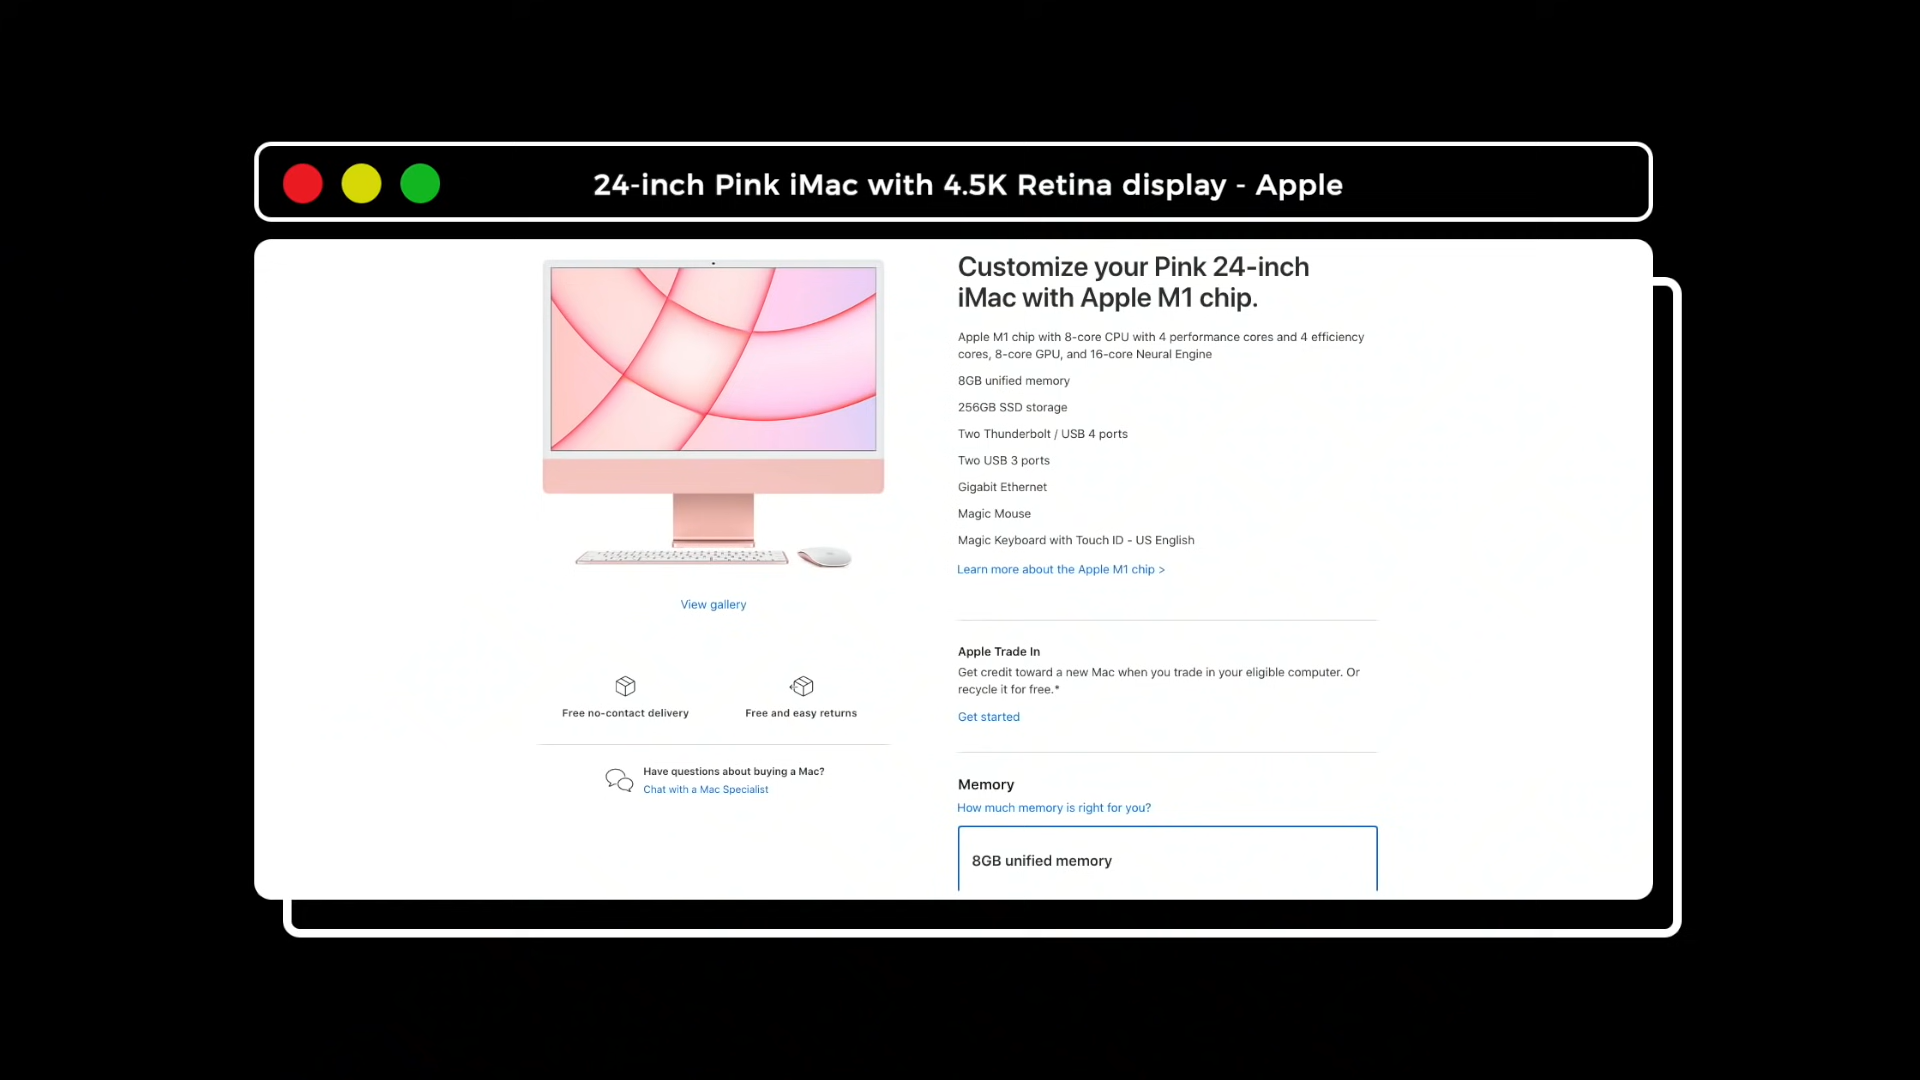 24-inch Pink iMac with 4.5K Retina display - Apple
Customize your Pink 24-inch
iMac with Apple M1 chip.
Apple M1 chip with 8-core CPU with 4 performance cores and 4 efficiency
cores, 8-core GPU, and 16-core Neural Engine
8GB unified memory
256GB SSD storage
Two Thunderbolt / USB 4 ports
Two USB 3 ports
Gigabit Ethernet
Magic Mouse
Magic Keyboard with Touch ID - US English
Learn more about the Apple M1 chip >
View gallery
Free no-contact delivery
Free and easy returns
Have questions about buying a Mac?
Chat with a Mac Specialist
Apple Trade In
Get credit toward a new Mac when you trade in your eligible computer. Or
recycle it for free.*
Get started
Memory
How much memory is right for you?
8GB unified memory